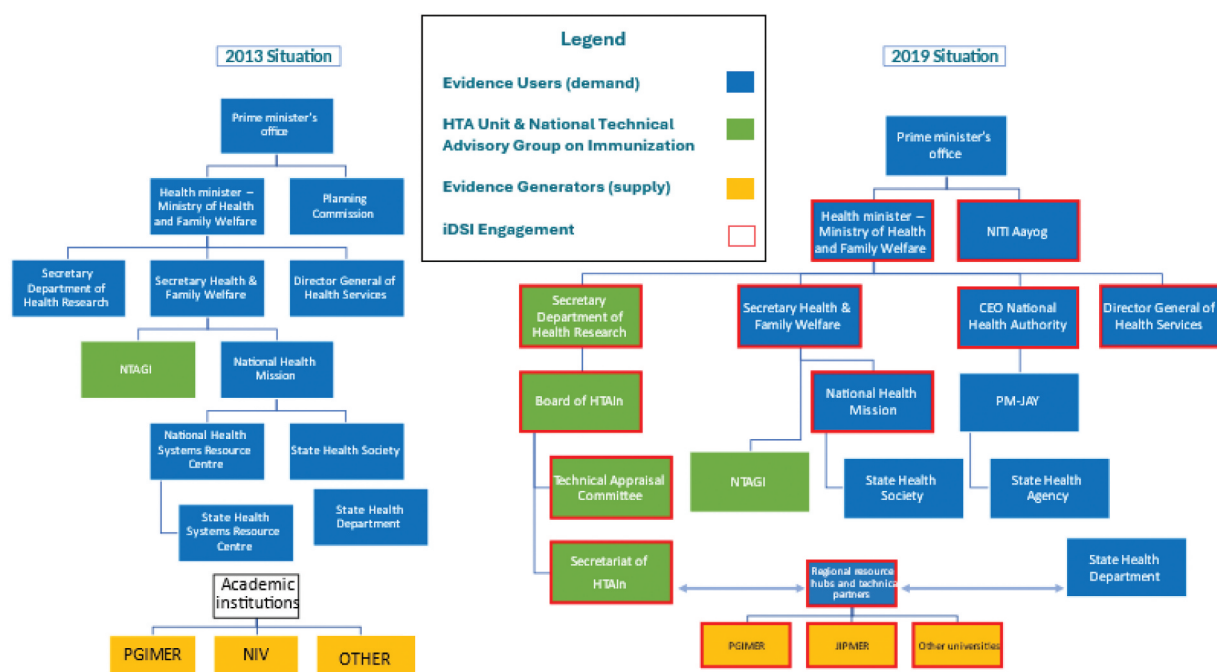 2013 Situation
Prime minister's
office
Health minister –
Ministry of Health
and Family Welfare
Planning
Commission
Secretary
Department of
Health Research
Secretary Health &
Family Welfare
Director General of
Health Services
NTAGI
National Health
Mission
National Health
Systems Resource
Centre
State Health Society
State Health
Systems Resource
Centre
State Health
Department
Academic
institutions
PGIMER
NIV
OTHER
Legend
Evidence Users (demand)
HTA Unit & National Technical
Advisory Group on Immunization
Evidence Generators (supply)
iDSI Engagement
2019 Situation
Prime minister's
office
Health minister –
Ministry of Health
and Family Welfare
NITI Aayog
Secretary
Department of
Health Research
Secretary Health &
Family Welfare
CEO National
Health Authority
Director General of
Health Services
Board of HTAIn
National Health
Mission
PM-JAY
Technical Appraisal
Committee
NTAGI
State Health
Society
State Health
Agency
Secretariat of
HTAIn
Regional resource
hubs and technical
partners
State Health
Department
PGIMER
JIPMER
Other universities